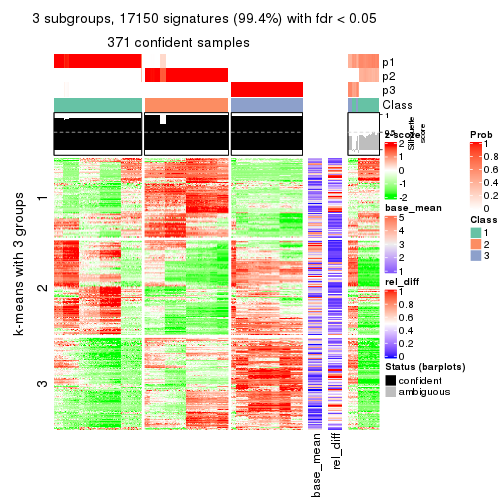 3 subgroups, 17150 signatures (99.4%) with fdr < 0.05
371 confident samples
p1
p2
p3
Class
1
0.5
Silhouette
score
k-means with 3 groups
1
2
3
base_mean
rel_diff
z-score
2
1
0
-1
-2
base_mean
5
4
3
2
1
rel_diff
1
0.8
0.6
0.4
0.2
0
Status (barplots)
confident
ambiguous
Prob
1
0.8
0.6
0.4
0.2
0
Class
1
2
3